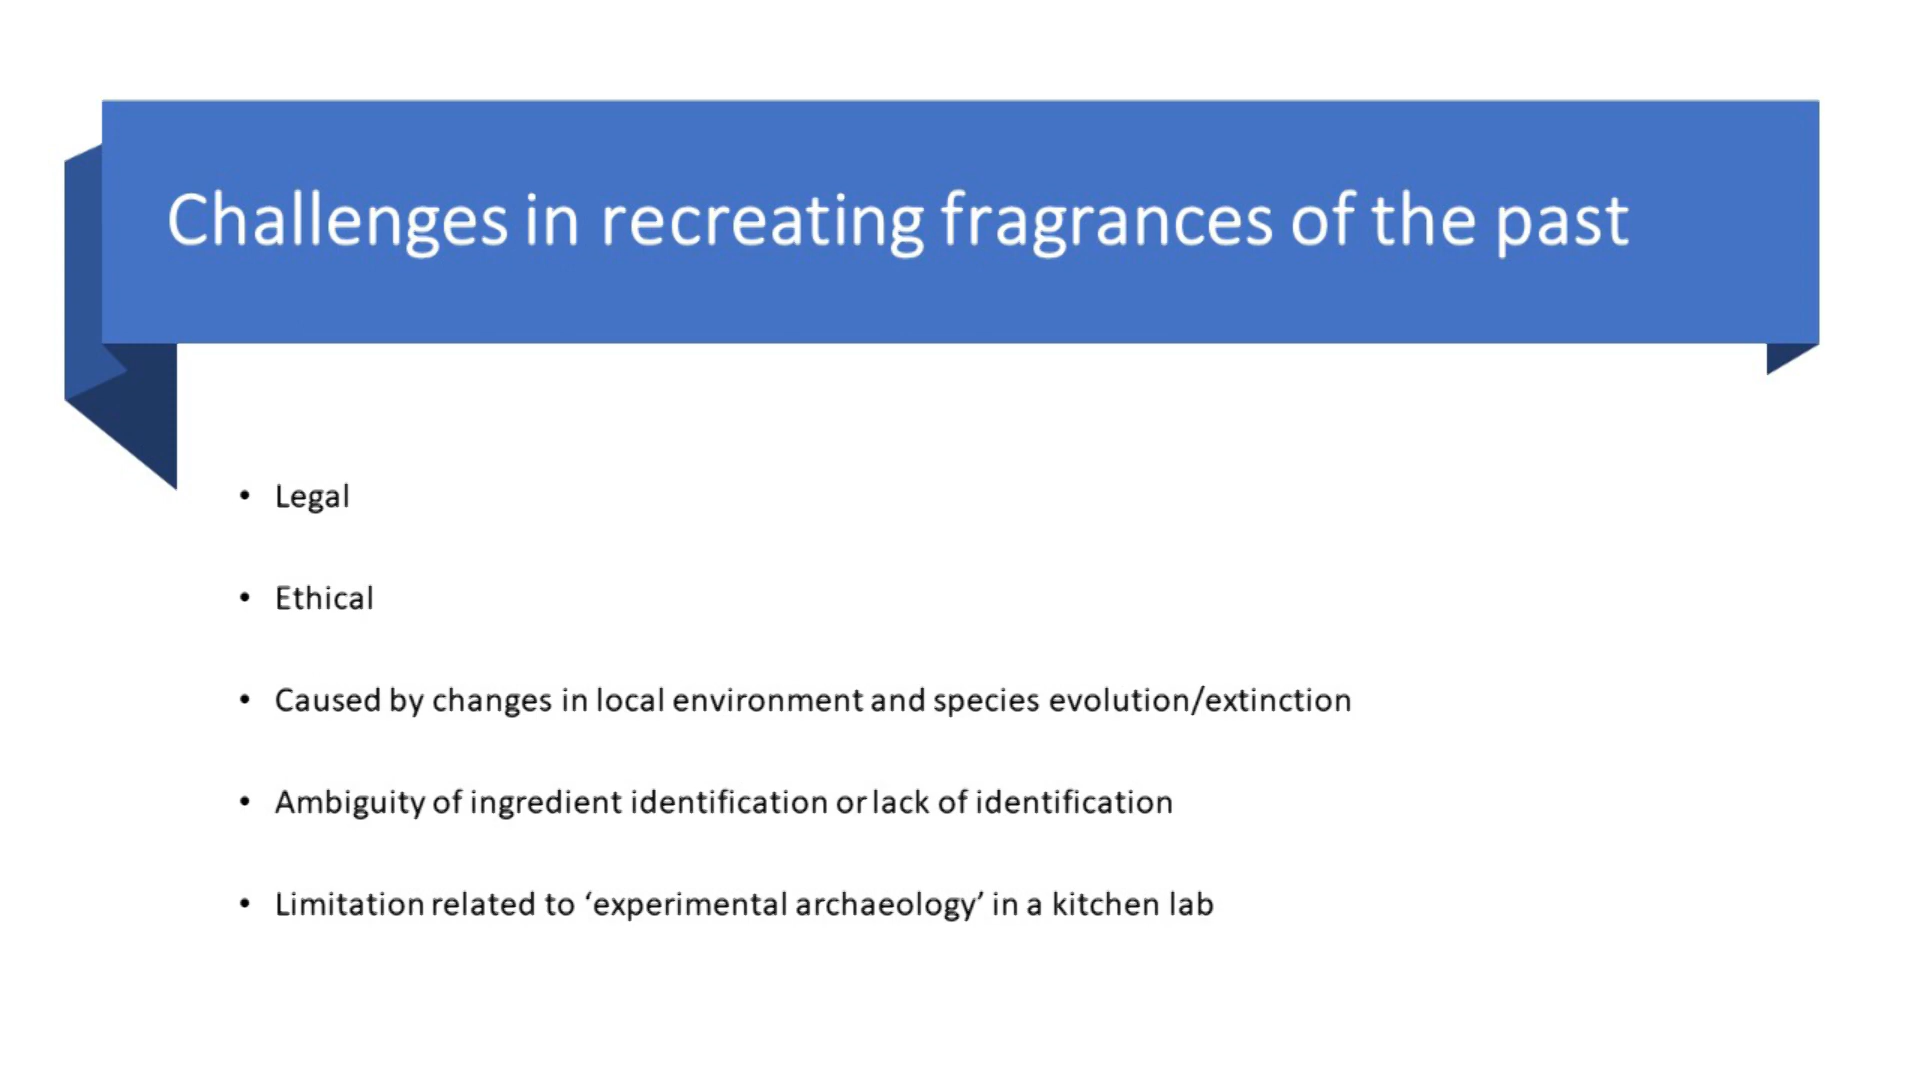 Challenges in recreating fragrances of the past
• Legal
• Ethical
• Caused by changes in local environment and species evolution/extinction
• Ambiguity of ingredient identification or lack of identification
• Limitation related to ‘experimental archaeology’ in a kitchen lab